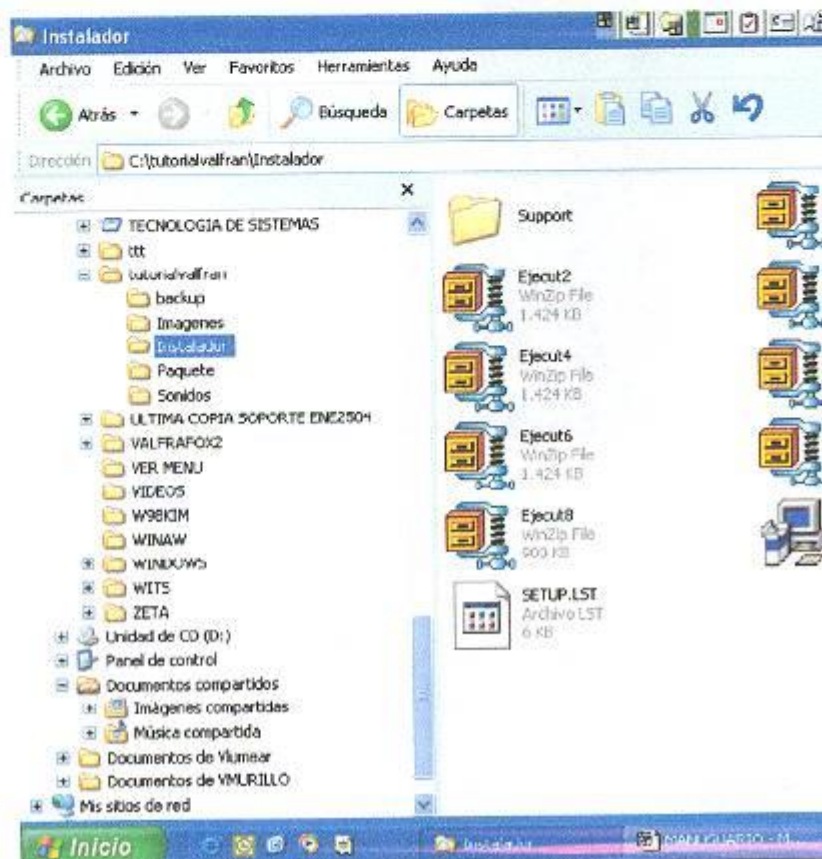 Instalador
Archivo Edición Ver Favoritos Herramientas Ayuda
Atrás Búsqueda Carpetas
Dirección C:\tutorialvalfran\Instalador
Carpetas
TECNOLOGIA DE SISTEMAS
ttt
tutorialvalfran
backup
Imagenes
Instalador
Paquete
Sonidos
ULTIMA COPIA SOPORTE ENE2504
VALFRAFOX2
VER MENU
VIDEOS
W98KIM
WINAW
WINDOWS
WITS
ZETA
Unidad de CD (D:)
Panel de control
Documentos compartidos
Imágenes compartidas
Música compartida
Documentos de Vlumear
Documentos de VMURILLO
Mis sitios de red
Support
Ejecut2
WinZip File
1.424 KB
Ejecut4
WinZip File
1.424 KB
Ejecut6
WinZip File
1.424 KB
Ejecut8
WinZip File
900 KB
SETUP.LST
Archivo LST
6 KB
Inicio
Instalador